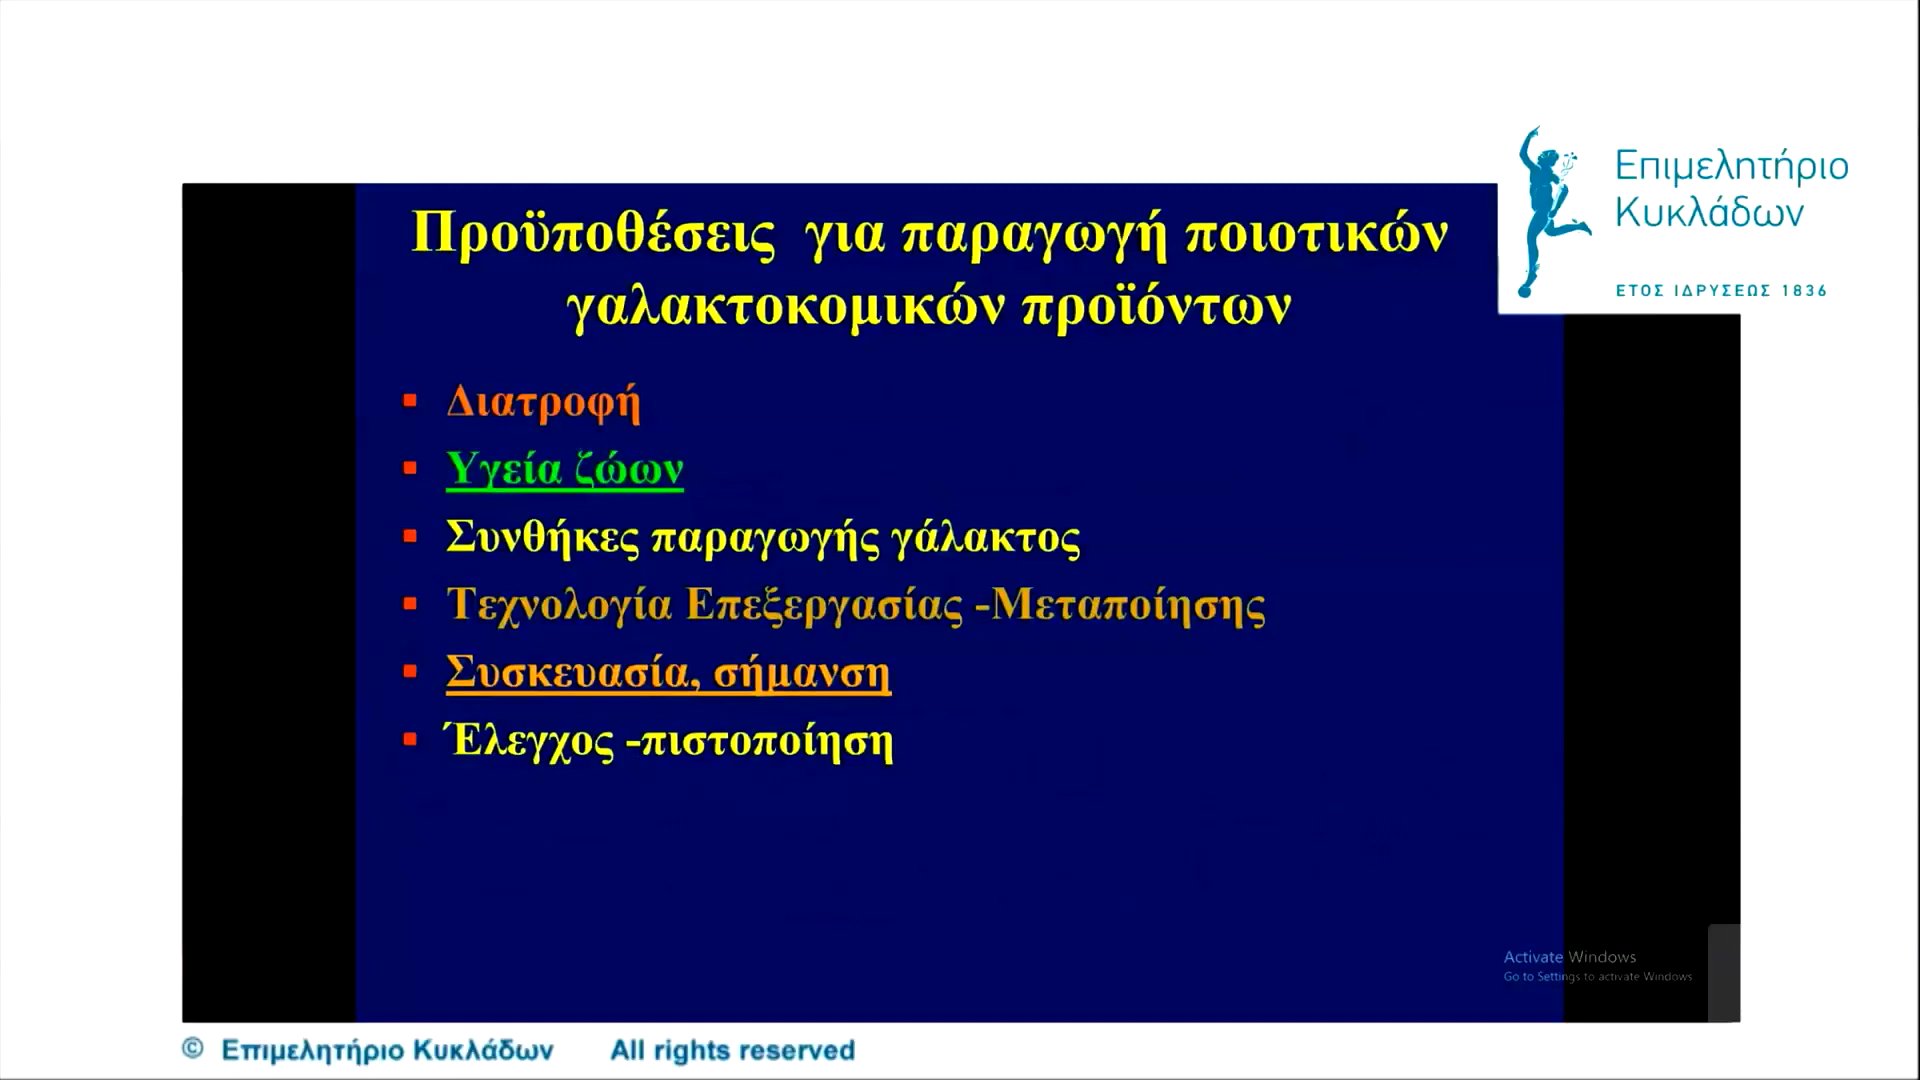 Επιμελητήριο
Κυκλάδων
ΕΤΟΣ ΙΔΡΥΣΕΩΣ 1836
Προϋποθέσεις για παραγωγή ποιοτικών
γαλακτοκομικών προϊόντων
Διατροφή
Υγεία ζώων
Συνθήκες παραγωγής γάλακτος
Τεχνολογία Επεξεργασίας -Μεταποίησης
Συσκευασία, σήμανση
Έλεγχος -πιστοποίηση
Activate Windows
Go to Settings to activate Windows
© Επιμελητήριο Κυκλάδων All rights reserved